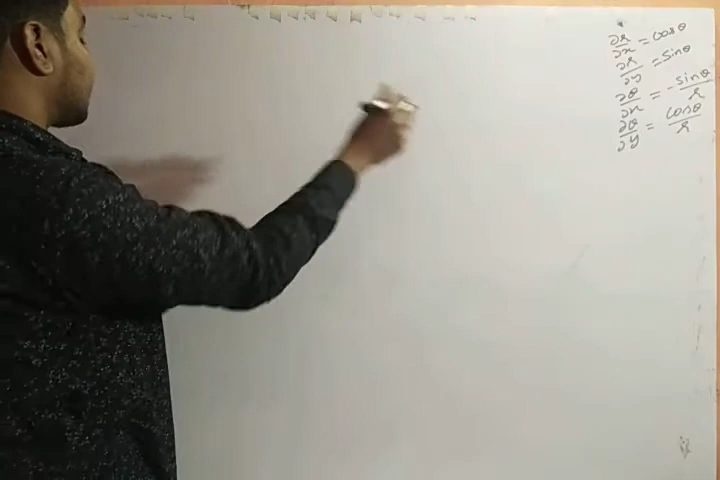 ∂r/∂x = cosθ
∂r/∂y = sinθ
∂θ/∂x = -sinθ/r
∂θ/∂y = cosθ/r